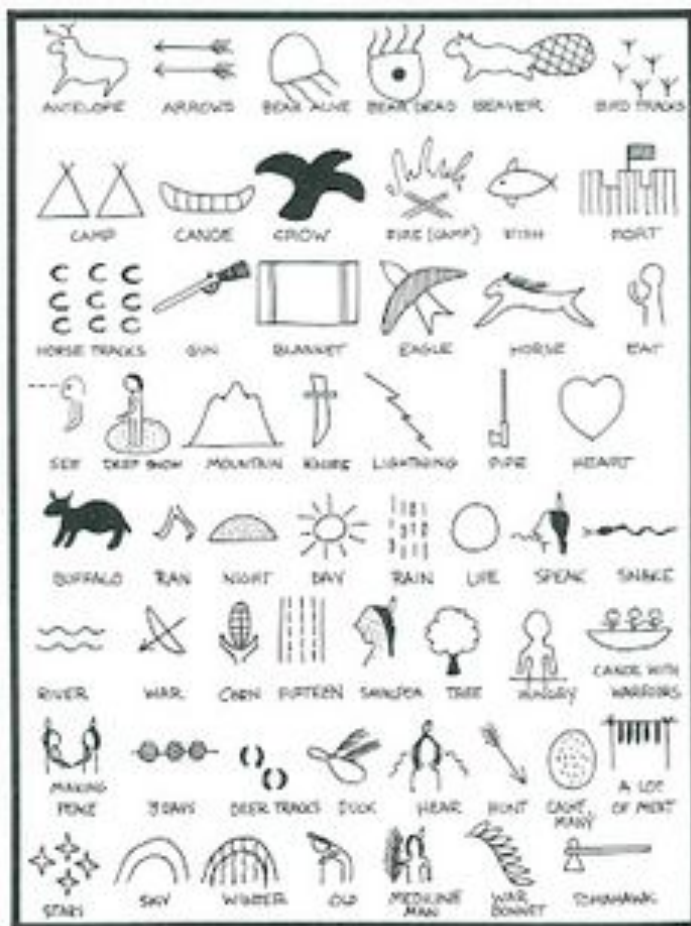 ANTELOPE ARROWS BEAR ALIVE BEAR DEAD BEAVER BIRD TRACKS
CAMP CANOE CROW FIRE (CAMP) FISH FORT
HORSE TRACKS GUN BLANKET EAGLE HORSE EAT
SEE DEEP SNOW MOUNTAIN KNIFE LIGHTNING PIPE HEART
BUFFALO RAN NIGHT DAY RAIN LIFE SPEAK SNAKE
RIVER WAR CORN FIFTEEN TREE HUNGRY CANOE WITH
WARRIORS
MAKING
PEACE 3 DAYS DEER TRACKS DUCK HEAR HUNT MANY A LOT
OF MEAT
STARS SKY WINTER OLD MEDICINE
MAN WAR
BONNET TOMAHAWK